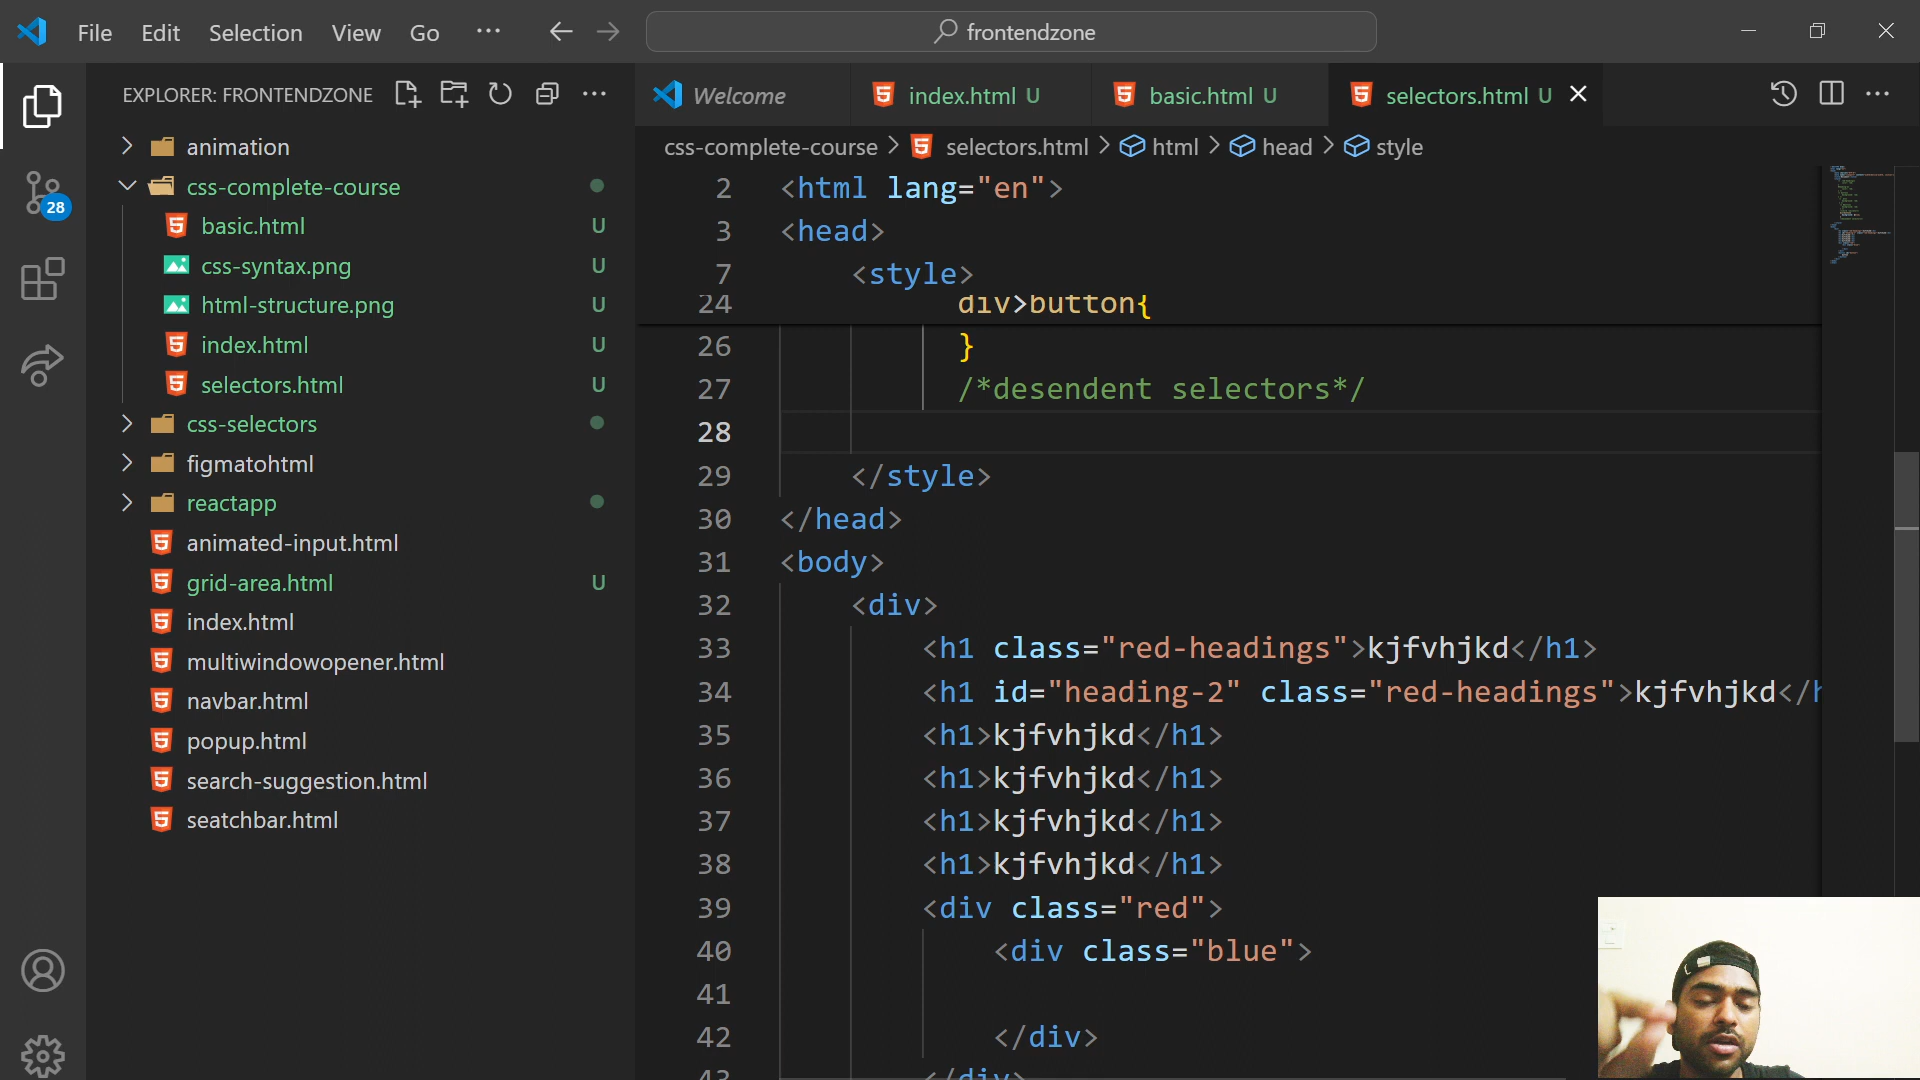 File Edit Selection View Go ... frontendzone
EXPLORER: FRONTENDZONE
animation
css-complete-course
basic.html U
css-syntax.png U
html-structure.png U
index.html U
selectors.html U
css-selectors
figmatohtml
reactapp
animated-input.html
grid-area.html U
index.html
multiwindowopener.html
navbar.html
popup.html
search-suggestion.html
seatchbar.html
28
Welcome index.html U basic.html U selectors.html U
css-complete-course > selectors.html > html > head > style
2 <html lang="en">
3 <head>
7 <style>
24 div>button{
26 }
27 /*desendent selectors*/
28
29 </style>
30 </head>
31 <body>
32 <div>
33 <h1 class="red-headings">kjfvhjkd</h1>
34 <h1 id="heading-2" class="red-headings">kjfvhjkd</h
35 <h1>kjfvhjkd</h1>
36 <h1>kjfvhjkd</h1>
37 <h1>kjfvhjkd</h1>
38 <h1>kjfvhjkd</h1>
39 <div class="red">
40 <div class="blue">
41
42 </div>
43 </div>